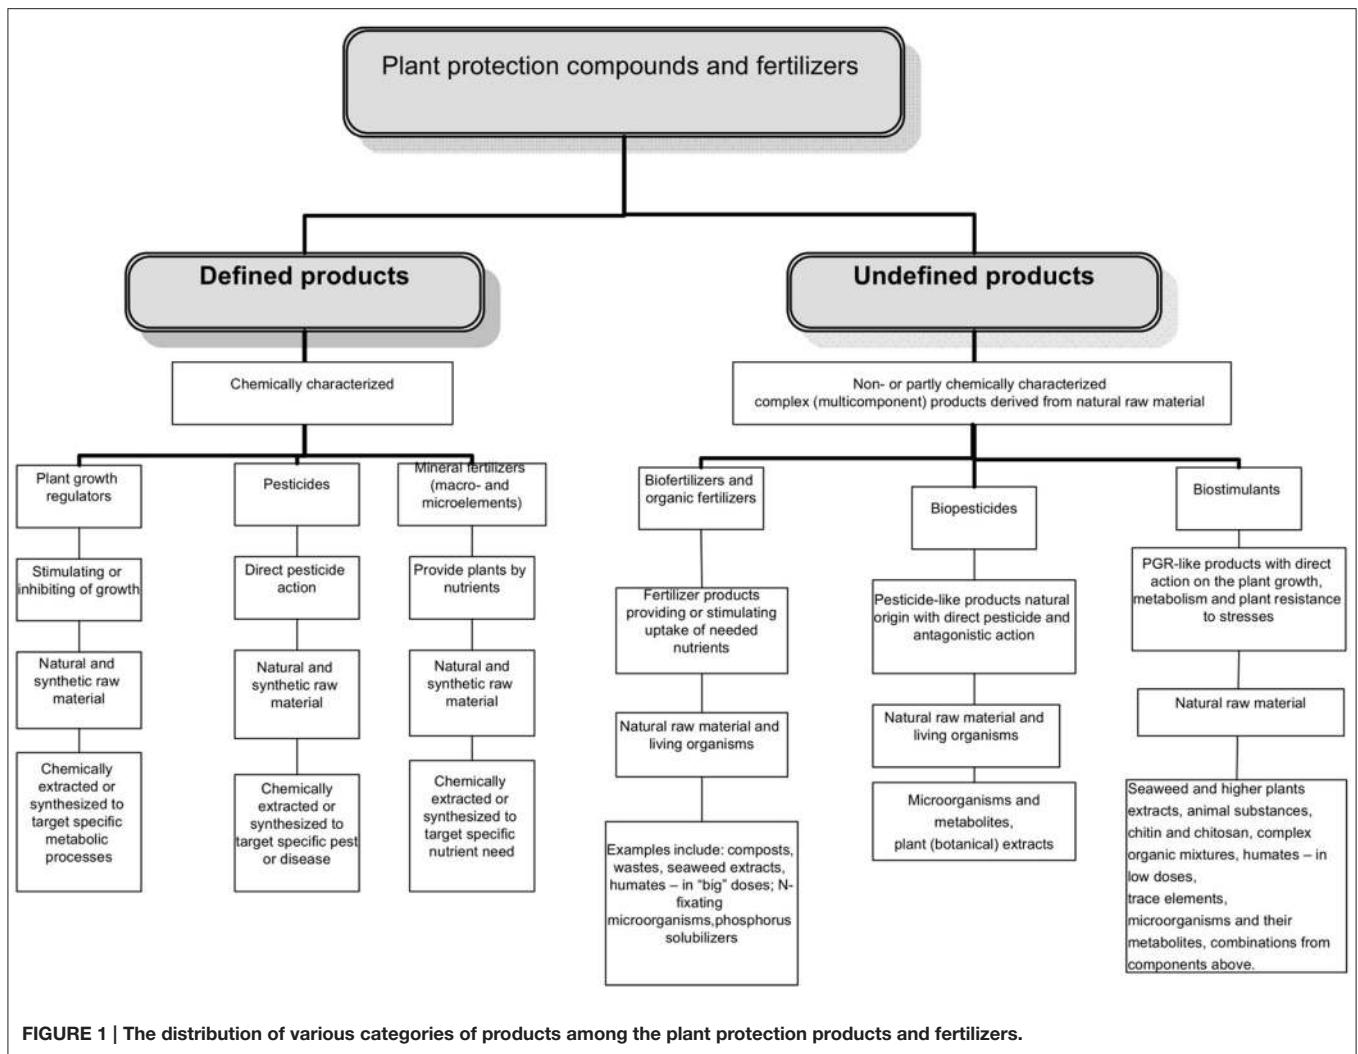 Plant protection compounds and fertilizers
Defined products
Undefined products
Chemically characterized
Non- or partly chemically characterized
complex (multicomponent) products derived from natural raw material
Plant growth
regulators
Pesticides
Mineral fertilizers
(macro- and
microelements)
Biofertilizers and
organic fertilizers
Biopesticides
Biostimulants
Stimulating or
inhibiting of growth
Direct pesticide
action
Provide plants by
nutrients
Fertilizer products
providing or stimulating
uptake of needed
nutrients
Pesticide-like products natural
origin with direct pesticide and
antagonistic action
PGR-like products with direct
action on the plant growth,
metabolism and plant resistance
to stresses
Natural and
synthetic raw
material
Natural and
synthetic raw
material
Natural and
synthetic raw
material
Natural raw material and
living organisms
Natural raw material and
living organisms
Natural raw material
Chemically
extracted or
synthesized to
target specific
metabolic
processes
Chemically
extracted or
synthesized to
target specific pest
or disease
Chemically
extracted or
synthesized to
target specific
nutrient need
Examples include: composts,
wastes, seaweed extracts,
humates – in “big” doses; N-
fixating
microorganisms,phosphorus
solubilizers
Microorganisms and
metabolites,
plant (botanical) extracts
Seaweed and higher plants
extracts, animal substances,
chitin and chitosan, complex
organic mixtures, humates – in
low doses,
trace elements,
microorganisms and their
metabolites, combinations from
components above.
FIGURE 1 | The distribution of various categories of products among the plant protection products and fertilizers.